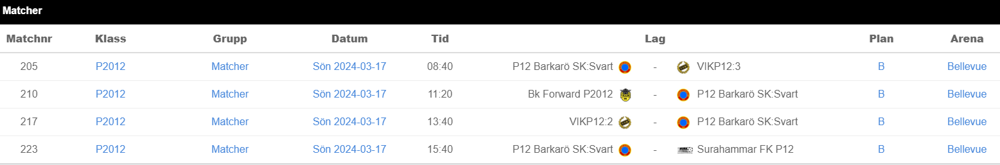 Matcher
Matchnr Klass Grupp Datum Tid Lag Plan Arena
205 P2012 Matcher Sön 2024-03-17 08:40 P12 Barkarö SK:Svart - VIKP12:3 B Bellevue
210 P2012 Matcher Sön 2024-03-17 11:20 Bk Forward P2012 - P12 Barkarö SK:Svart B Bellevue
217 P2012 Matcher Sön 2024-03-17 13:40 VIKP12:2 - P12 Barkarö SK:Svart B Bellevue
223 P2012 Matcher Sön 2024-03-17 15:40 P12 Barkarö SK:Svart - Surahammar FK P12 B Bellevue